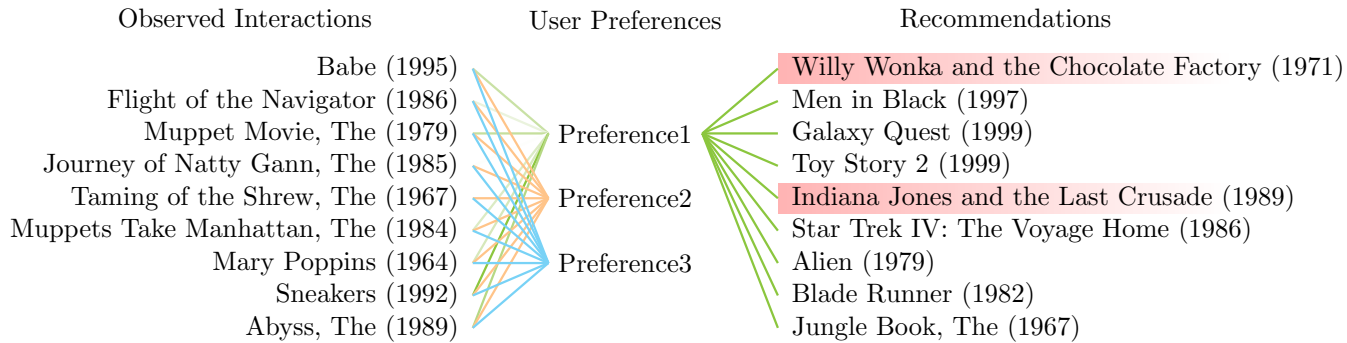 Observed Interactions
User Preferences
Recommendations
Babe (1995)
Flight of the Navigator (1986)
Muppet Movie, The (1979)
Journey of Natty Gann, The (1985)
Taming of the Shrew, The (1967)
Muppets Take Manhattan, The (1984)
Mary Poppins (1964)
Sneakers (1992)
Abyss, The (1989)
Preference1
Preference2
Preference3
Willy Wonka and the Chocolate Factory (1971)
Men in Black (1997)
Galaxy Quest (1999)
Toy Story 2 (1999)
Indiana Jones and the Last Crusade (1989)
Star Trek IV: The Voyage Home (1986)
Alien (1979)
Blade Runner (1982)
Jungle Book, The (1967)